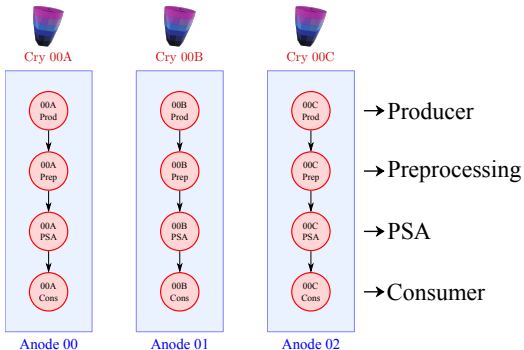 Cry 00A
Cry 00B
Cry 00C
00A
Prod
00B
Prod
00C
Prod
Producer
00A
Prep
00B
Prep
00C
Prep
Preprocessing
00A
PSA
00B
PSA
00C
PSA
PSA
00A
Cons
00B
Cons
00C
Cons
Consumer
Anode 00
Anode 01
Anode 02